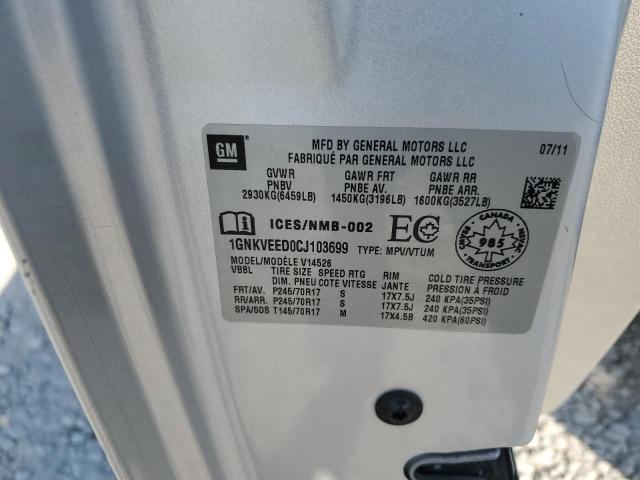 GM
MFD BY GENERAL MOTORS LLC
FABRIQUÉ PAR GENERAL MOTORS LLC
07/11
GVWR GAWR FRT GAWR RR
PNBV PNBE AV. PNBE ARR.
2930KG(6459LB) 1450KG(3196LB) 1600KG(3527LB)
ICES/NMB-002 EC
CANADA
985
TRANSPORT
1GNKVEED0CJ103699 TYPE: MPV/VTUM
MODEL/MODÈLE V14526
VBBL TIRE SIZE SPEED RTG RIM COLD TIRE PRESSURE
DIM. PNEU COTE VITESSE JANTE PRESSION À FROID
FRT/AV. P245/70R17 S 17X7.5J 240 KPA(35PSI)
RR/ARR. P245/70R17 S 17X7.5J 240 KPA(35PSI)
SPA/SOS T145/70R17 M 17X4.5B 420 KPA(60PSI)